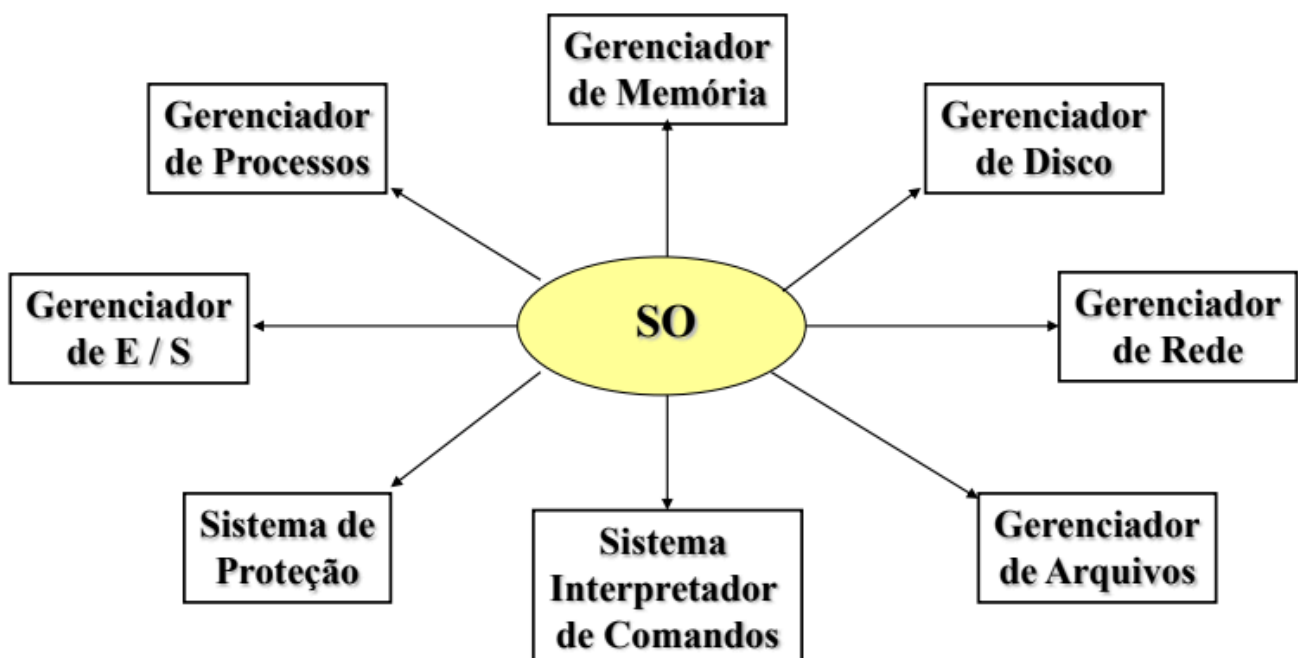 Gerenciador
de Memória
Gerenciador
de Processos
Gerenciador
de Disco
Gerenciador
de E / S
SO
Gerenciador
de Rede
Sistema de
Proteção
Sistema
Interpretador
de Comandos
Gerenciador
de Arquivos